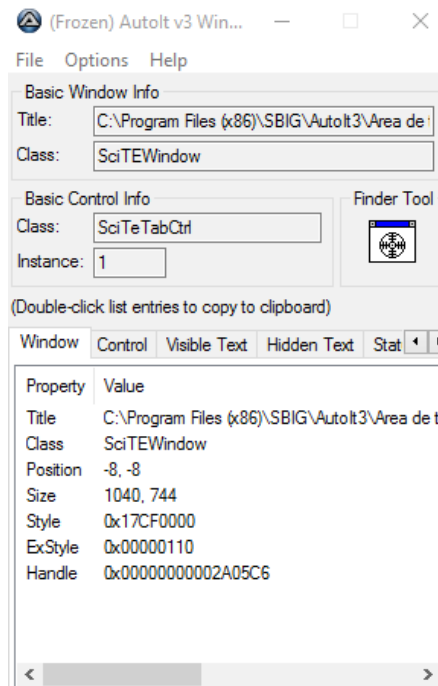 (Frozen) AutoIt v3 Win...
File Options Help
Basic Window Info
Title: C:\Program Files (x86)\SBIG\AutoIt3\Area de
Class: SciTEWindow
Basic Control Info
Finder Tool
Class: SciTeTabCtrl
Instance: 1
(Double-click list entries to copy to clipboard)
Window Control Visible Text Hidden Text Stat
Property Value
Title C:\Program Files (x86)\SBIG\AutoIt3\Area de t
Class SciTEWindow
Position -8, -8
Size 1040, 744
Style 0x17CF0000
ExStyle 0x00000110
Handle 0x00000000002A05C6